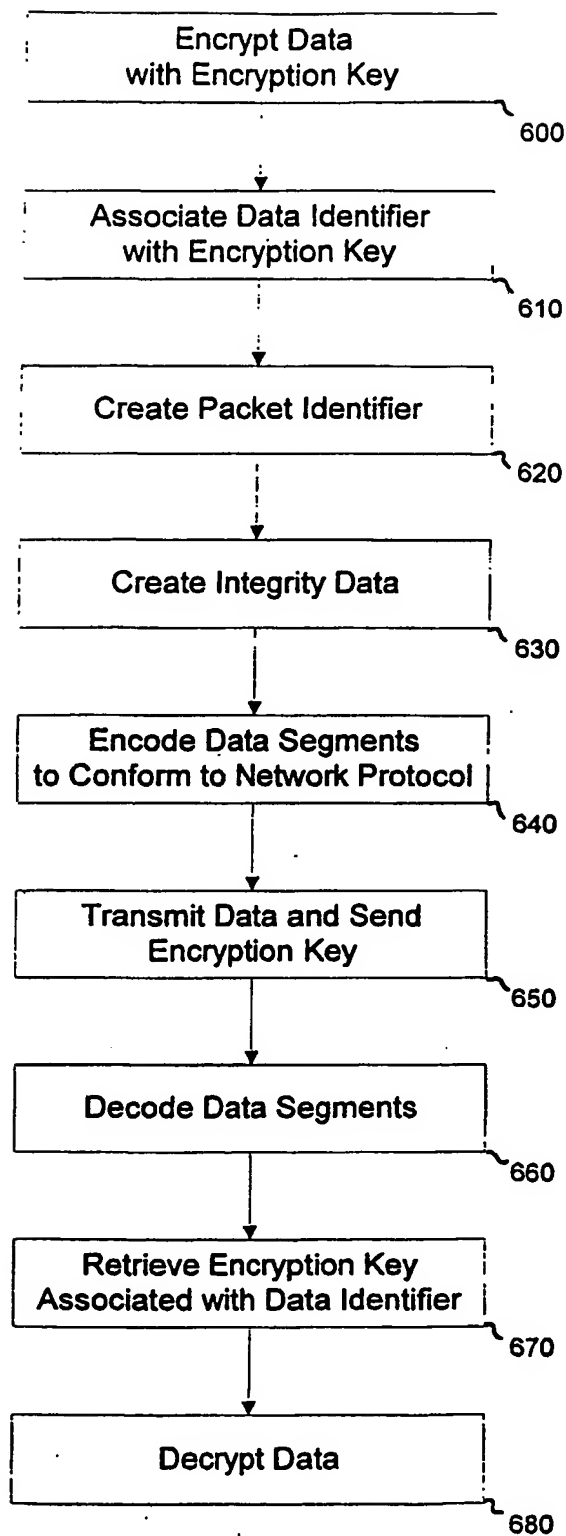 Encrypt Data
with Encryption Key
600
Associate Data Identifier
with Encryption Key
610
Create Packet Identifier
620
Create Integrity Data
630
Encode Data Segments
to Conform to Network Protocol
640
Transmit Data and Send
Encryption Key
650
Decode Data Segments
660
Retrieve Encryption Key
Associated with Data Identifier
670
Decrypt Data
680